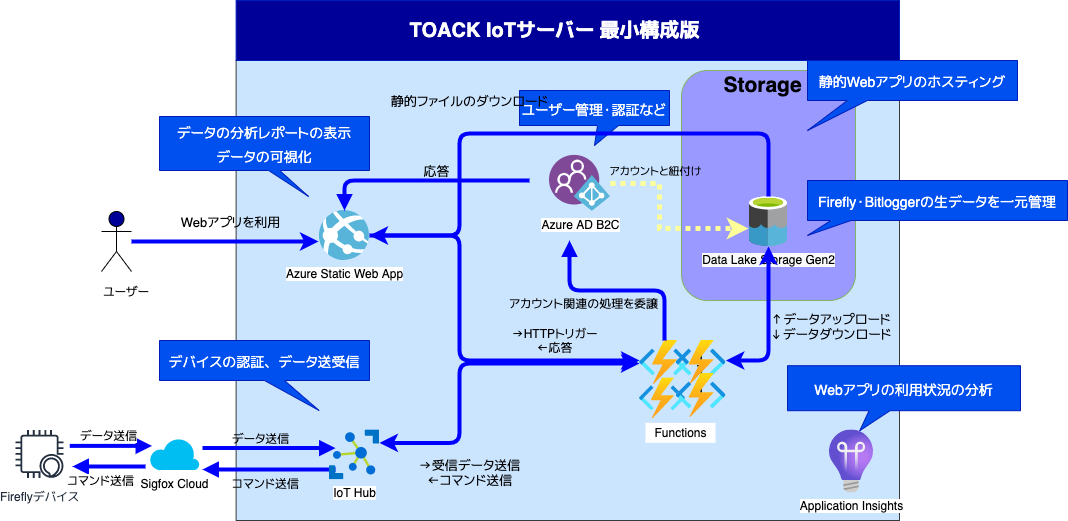 TOACK IoTサーバー 最小構成版
Storage
静的Webアプリのホスティング
静的ファイルのダウンロード
ユーザー管理・認証など
データの分析レポートの表示
データの可視化
応答
アカウントと紐付け
Firefly・Bitloggerの生データを一元管理
Webアプリを利用
Azure AD B2C
Data Lake Storage Gen2
Azure Static Web App
ユーザー
アカウント関連の処理を委譲
↑データアップロード
↓データダウンロード
→HTTPトリガー
←応答
デバイスの認証、データ送受信
Webアプリの利用状況の分析
Functions
データ送信
データ送信
→受信データ送信
←コマンド送信
コマンド送信
コマンド送信
Fireflyデバイス
Sigfox Cloud
IoT Hub
Application Insights